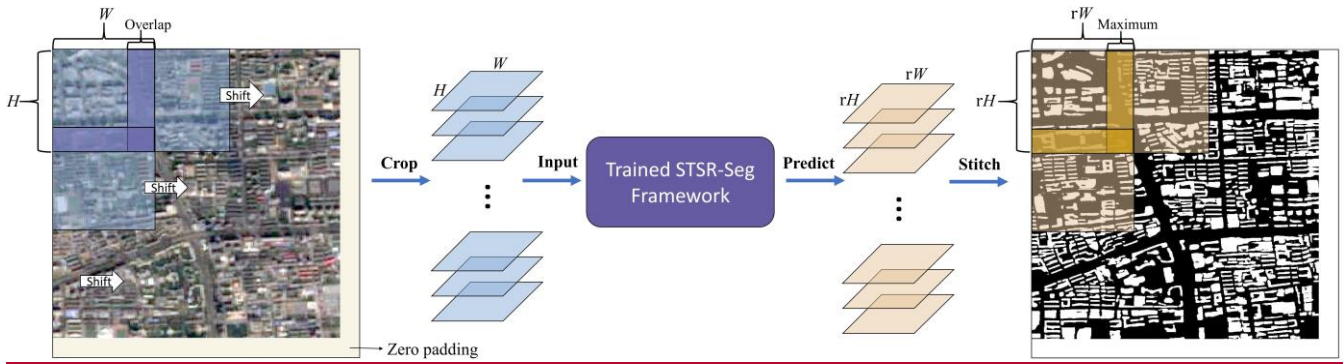 W
Overlap
H
Shift
Shift
Shift
Zero padding
Crop
W
H
Input
Trained STSR-Seg
Framework
Predict
rW
rH
Stitch
rW
Maximum
rH